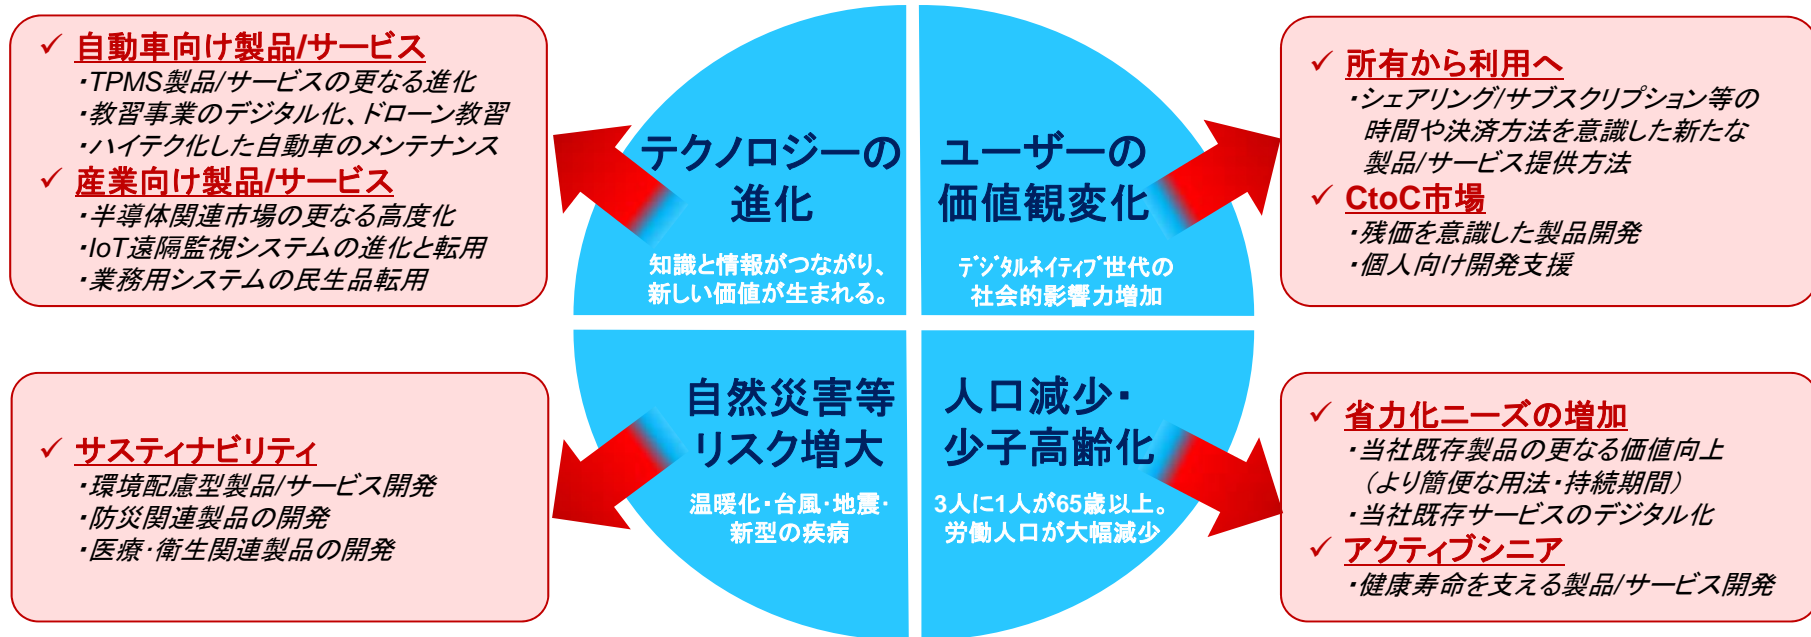 ✓ 自動車向け製品/サービス
・TPMS製品/サービスの更なる進化
・教習事業のデジタル化、ドローン教習
・ハイテク化した自動車のメンテナンス
✓ 産業向け製品/サービス
・半導体関連市場の更なる高度化
・IoT遠隔監視システムの進化と転用
・業務用システムの民生品転用
テクノロジーの
進化
知識と情報がつながり、
新しい価値が生まれる。
ユーザーの
価値観変化
ﾃﾞｼﾞﾀﾙﾈｲﾃｨﾌﾞ世代の
社会的影響力増加
✓ 所有から利用へ
・シェアリング/サブスクリプション等の
時間や決済方法を意識した新たな
製品/サービス提供方法
✓ CtoC市場
・残価を意識した製品開発
・個人向け開発支援
✓ サスティナビリティ
・環境配慮型製品/サービス開発
・防災関連製品の開発
・医療・衛生関連製品の開発
自然災害等
リスク増大
温暖化・台風・地震・
新型の疾病
人口減少・
少子高齢化
3人に1人が65歳以上。
労働人口が大幅減少
✓ 省力化ニーズの増加
・当社既存製品の更なる価値向上
（より簡便な用法・持続期間）
・当社既存サービスのデジタル化
✓ アクティブシニア
・健康寿命を支える製品/サービス開発